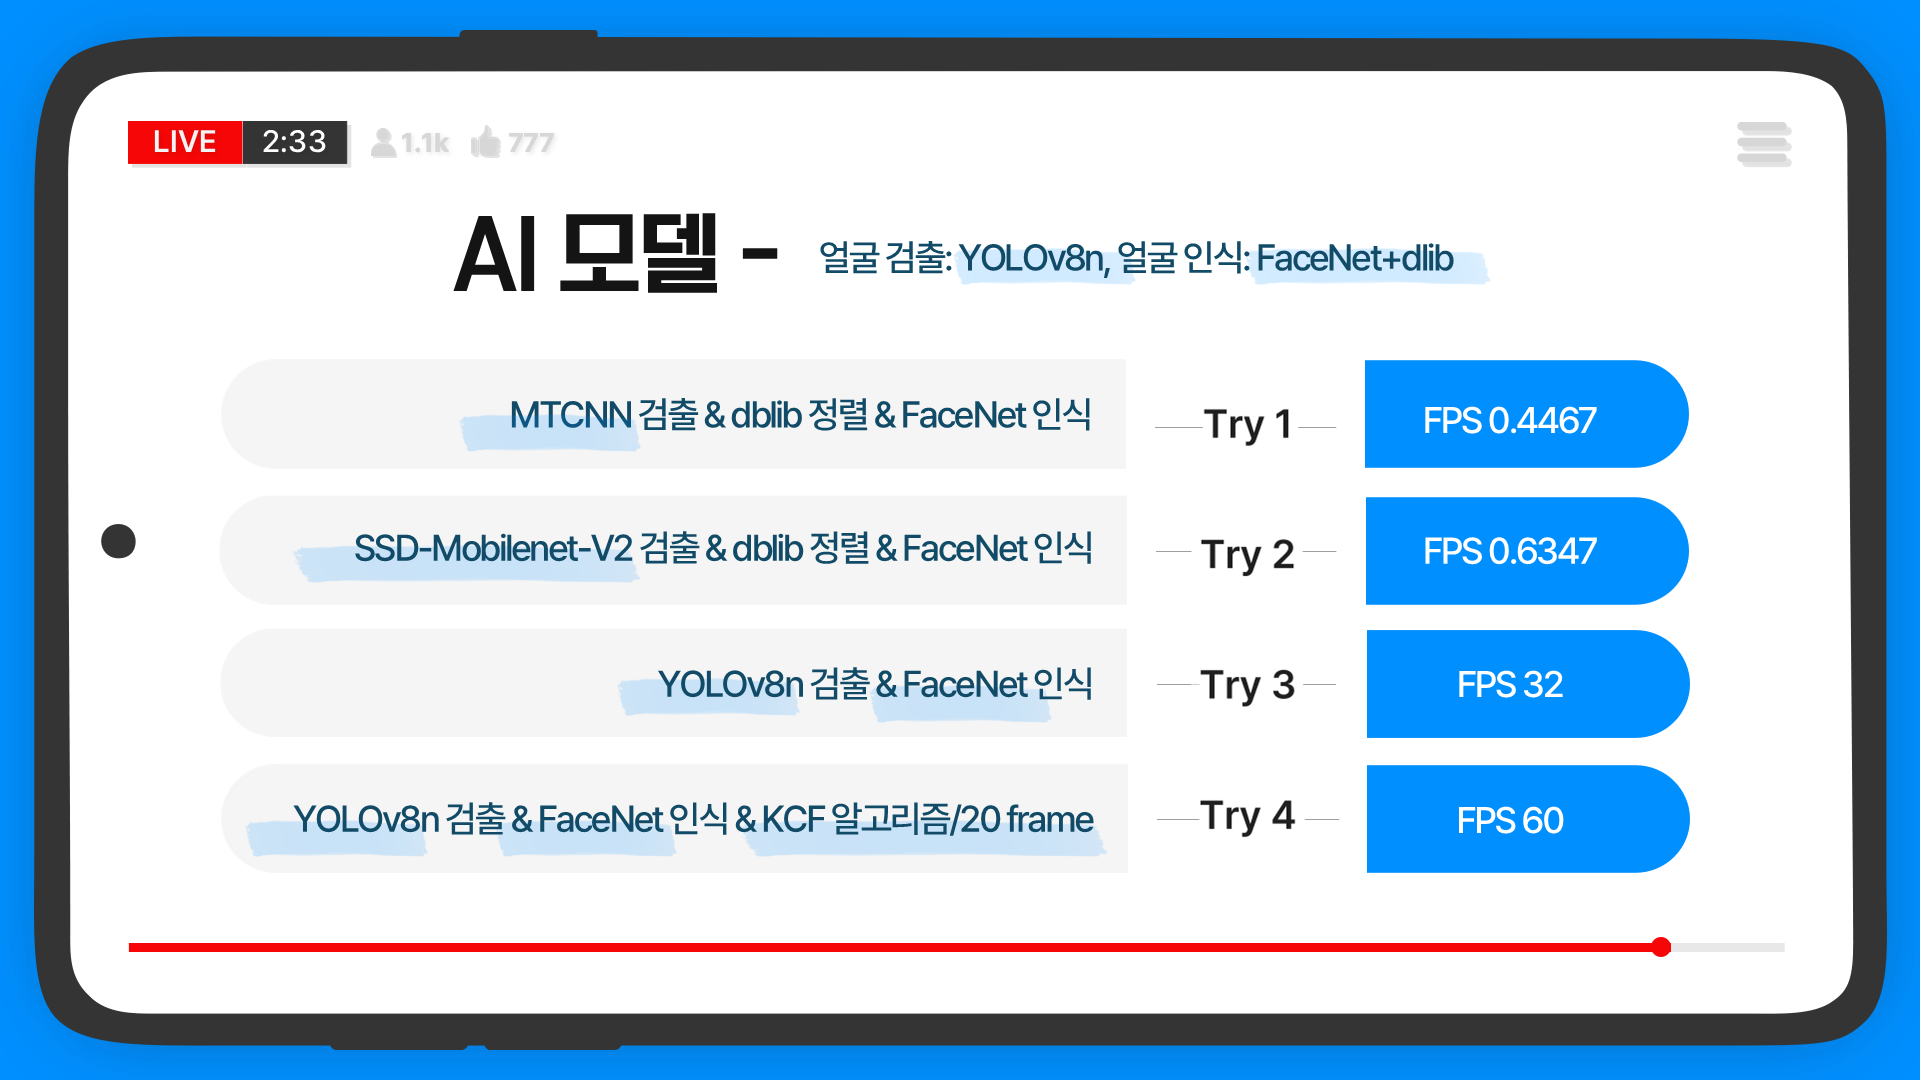 LIVE 2:33 1.1k 777
AI 모델 - 얼굴 검출: YOLOv8n, 얼굴 인식: FaceNet+dlib
MTCNN 검출 & dblib 정렬 & FaceNet 인식 Try 1 FPS 0.4467
SSD-Mobilenet-V2 검출 & dblib 정렬 & FaceNet 인식 Try 2 FPS 0.6347
YOLOv8n 검출 & FaceNet 인식 Try 3 FPS 32
YOLOv8n 검출 & FaceNet 인식 & KCF 알고리즘/20 frame Try 4 FPS 60